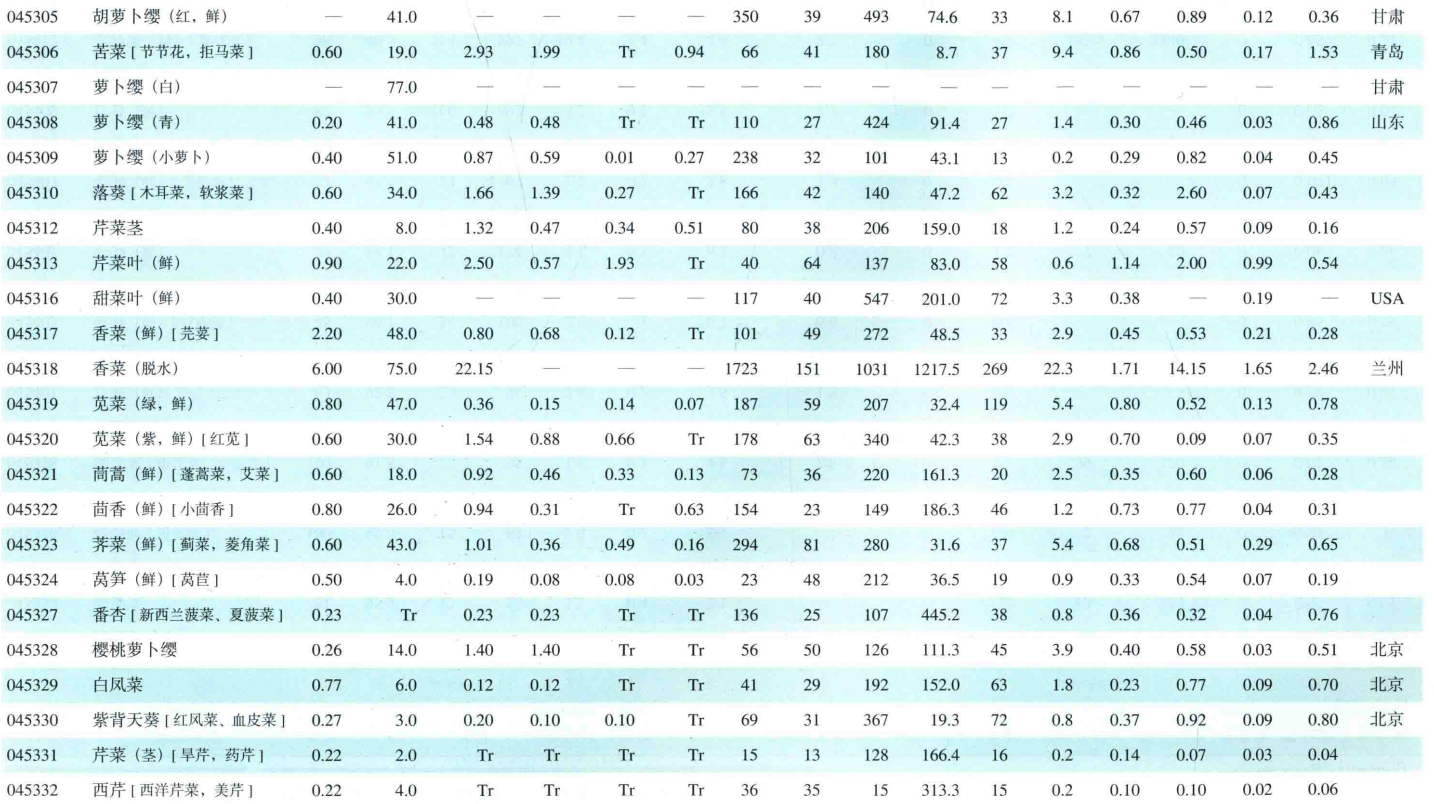 045305 胡萝卜缨（红，鲜） — 41.0 — — — — 350 39 493 74.6 33 8.1 0.67 0.89 0.12 0.36 甘肃
045306 苦菜 [ 节节花，拒马菜 ] 0.60 19.0 2.93 1.99 Tr 0.94 66 41 180 8.7 37 9.4 0.86 0.50 0.17 1.53 青岛
045307 萝卜缨（白） — 77.0 — — — — — — — — — — — — — — 甘肃
045308 萝卜缨（青） 0.20 41.0 0.48 0.48 Tr Tr 110 27 424 91.4 27 1.4 0.30 0.46 0.03 0.86 山东
045309 萝卜缨（小萝卜） 0.40 51.0 0.87 0.59 0.01 0.27 238 32 101 43.1 13 0.2 0.29 0.82 0.04 0.45
045310 落葵 [ 木耳菜，软浆菜 ] 0.60 34.0 1.66 1.39 0.27 Tr 166 42 140 47.2 62 3.2 0.32 2.60 0.07 0.43
045312 芹菜茎 0.40 8.0 1.32 0.47 0.34 0.51 80 38 206 159.0 18 1.2 0.24 0.57 0.09 0.16
045313 芹菜叶（鲜） 0.90 22.0 2.50 0.57 1.93 Tr 40 64 137 83.0 58 0.6 1.14 2.00 0.99 0.54
045316 甜菜叶（鲜） 0.40 30.0 — — — — 117 40 547 201.0 72 3.3 0.38 — 0.19 — USA
045317 香菜（鲜）[ 芫荽 ] 2.20 48.0 0.80 0.68 0.12 Tr 101 49 272 48.5 33 2.9 0.45 0.53 0.21 0.28
045318 香菜（脱水） 6.00 75.0 22.15 — — — 1723 151 1031 1217.5 269 22.3 1.71 14.15 1.65 2.46 兰州
045319 苋菜（绿，鲜） 0.80 47.0 0.36 0.15 0.14 0.07 187 59 207 32.4 119 5.4 0.80 0.52 0.13 0.78
045320 苋菜（紫，鲜）[ 红苋 ] 0.60 30.0 1.54 0.88 0.66 Tr 178 63 340 42.3 38 2.9 0.70 0.09 0.07 0.35
045321 茼蒿（鲜）[ 蓬蒿菜，艾菜 ] 0.60 18.0 0.92 0.46 0.33 0.13 73 36 220 161.3 20 2.5 0.35 0.60 0.06 0.28
045322 茴香（鲜）[ 小茴香 ] 0.80 26.0 0.94 0.31 Tr 0.63 154 23 149 186.3 46 1.2 0.73 0.77 0.04 0.31
045323 荠菜（鲜）[ 蓟菜，菱角菜 ] 0.60 43.0 1.01 0.36 0.49 0.16 294 81 280 31.6 37 5.4 0.68 0.51 0.29 0.65
045324 莴笋（鲜）[ 莴苣 ] 0.50 4.0 0.19 0.08 0.08 0.03 23 48 212 36.5 19 0.9 0.33 0.54 0.07 0.19
045327 番杏 [ 新西兰菠菜、夏菠菜 ] 0.25 Tr 0.23 0.23 Tr Tr 136 25 107 445.2 38 0.8 0.36 0.32 0.04 0.76
045328 樱桃萝卜缨 0.26 14.0 1.40 1.40 Tr Tr 56 50 126 111.3 45 3.9 0.40 0.58 0.03 0.51 北京
045329 白凤菜 0.77 6.0 0.12 0.12 Tr Tr 41 29 192 152.0 63 1.8 0.23 0.77 0.09 0.70 北京
045330 紫背天葵 [ 红凤菜、血皮菜 ] 0.27 3.0 0.20 0.10 0.10 Tr 69 31 367 19.3 72 0.8 0.37 0.92 0.09 0.80 北京
045331 芹菜（茎）[ 旱芹，药芹 ] 0.22 2.0 Tr Tr Tr Tr 15 13 128 166.4 16 0.2 0.14 0.07 0.03 0.04
045332 西芹 [ 西洋芹菜，美芹 ] 0.22 4.0 Tr Tr Tr Tr 36 35 15 313.3 15 0.2 0.10 0.10 0.02 0.06